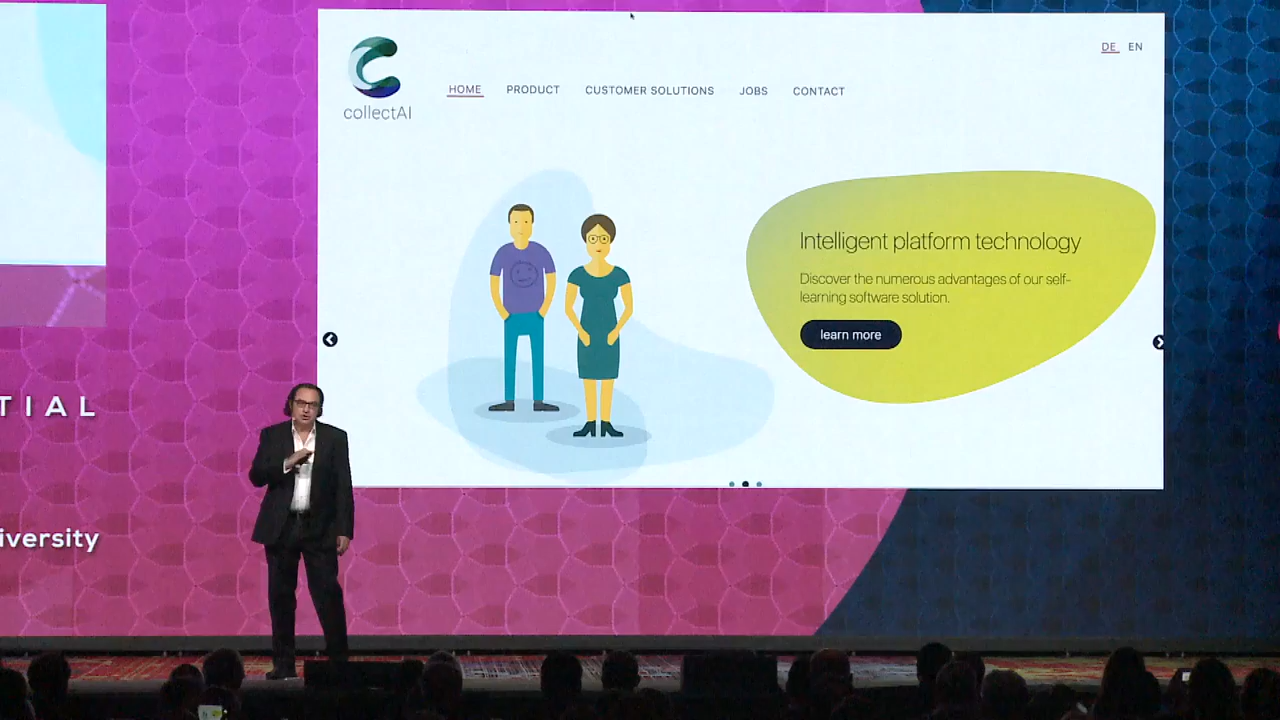 DE EN
HOME PRODUCT CUSTOMER SOLUTIONS JOBS CONTACT
collectAI
Intelligent platform technology
Discover the numerous advantages of our self-
learning software solution.
learn more
TIAL
iversity